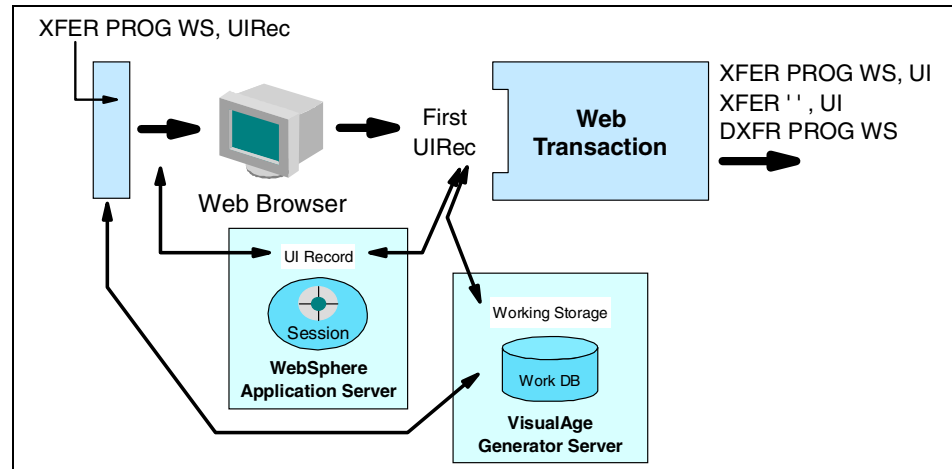 XFER PROG WS, UIRec
XFER PROG WS, UI
XFER ' ' , UI
DXFR PROG WS
First
UIRec
Web
Transaction
Web Browser
UI Record
Session
WebSphere
Application Server
Working Storage
Work DB
VisualAge
Generator Server